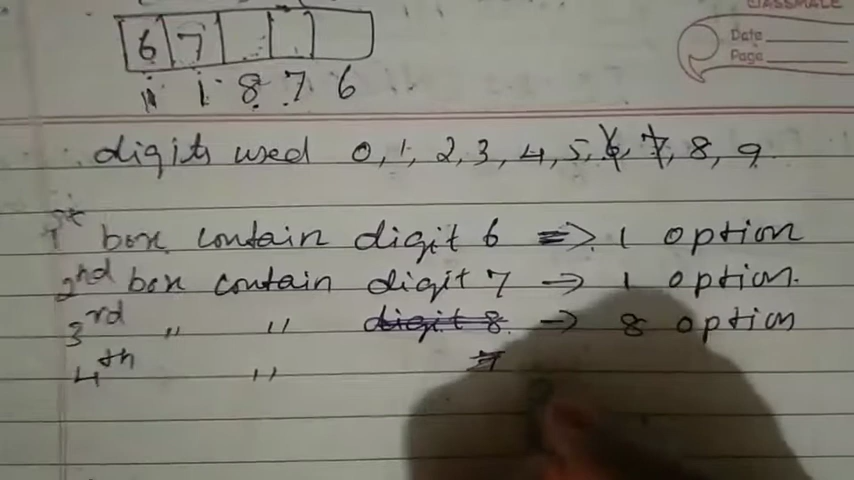 CLASSMALE
Date
Page
6 7
1 1 8 7 6
digits used 0, 1, 2, 3, 4, 5, 6, 7, 8, 9
1st box contain digit 6 => 1 option
2nd box contain digit 7 → 1 option.
3rd " " digit 8 → 8 option
4th " 7